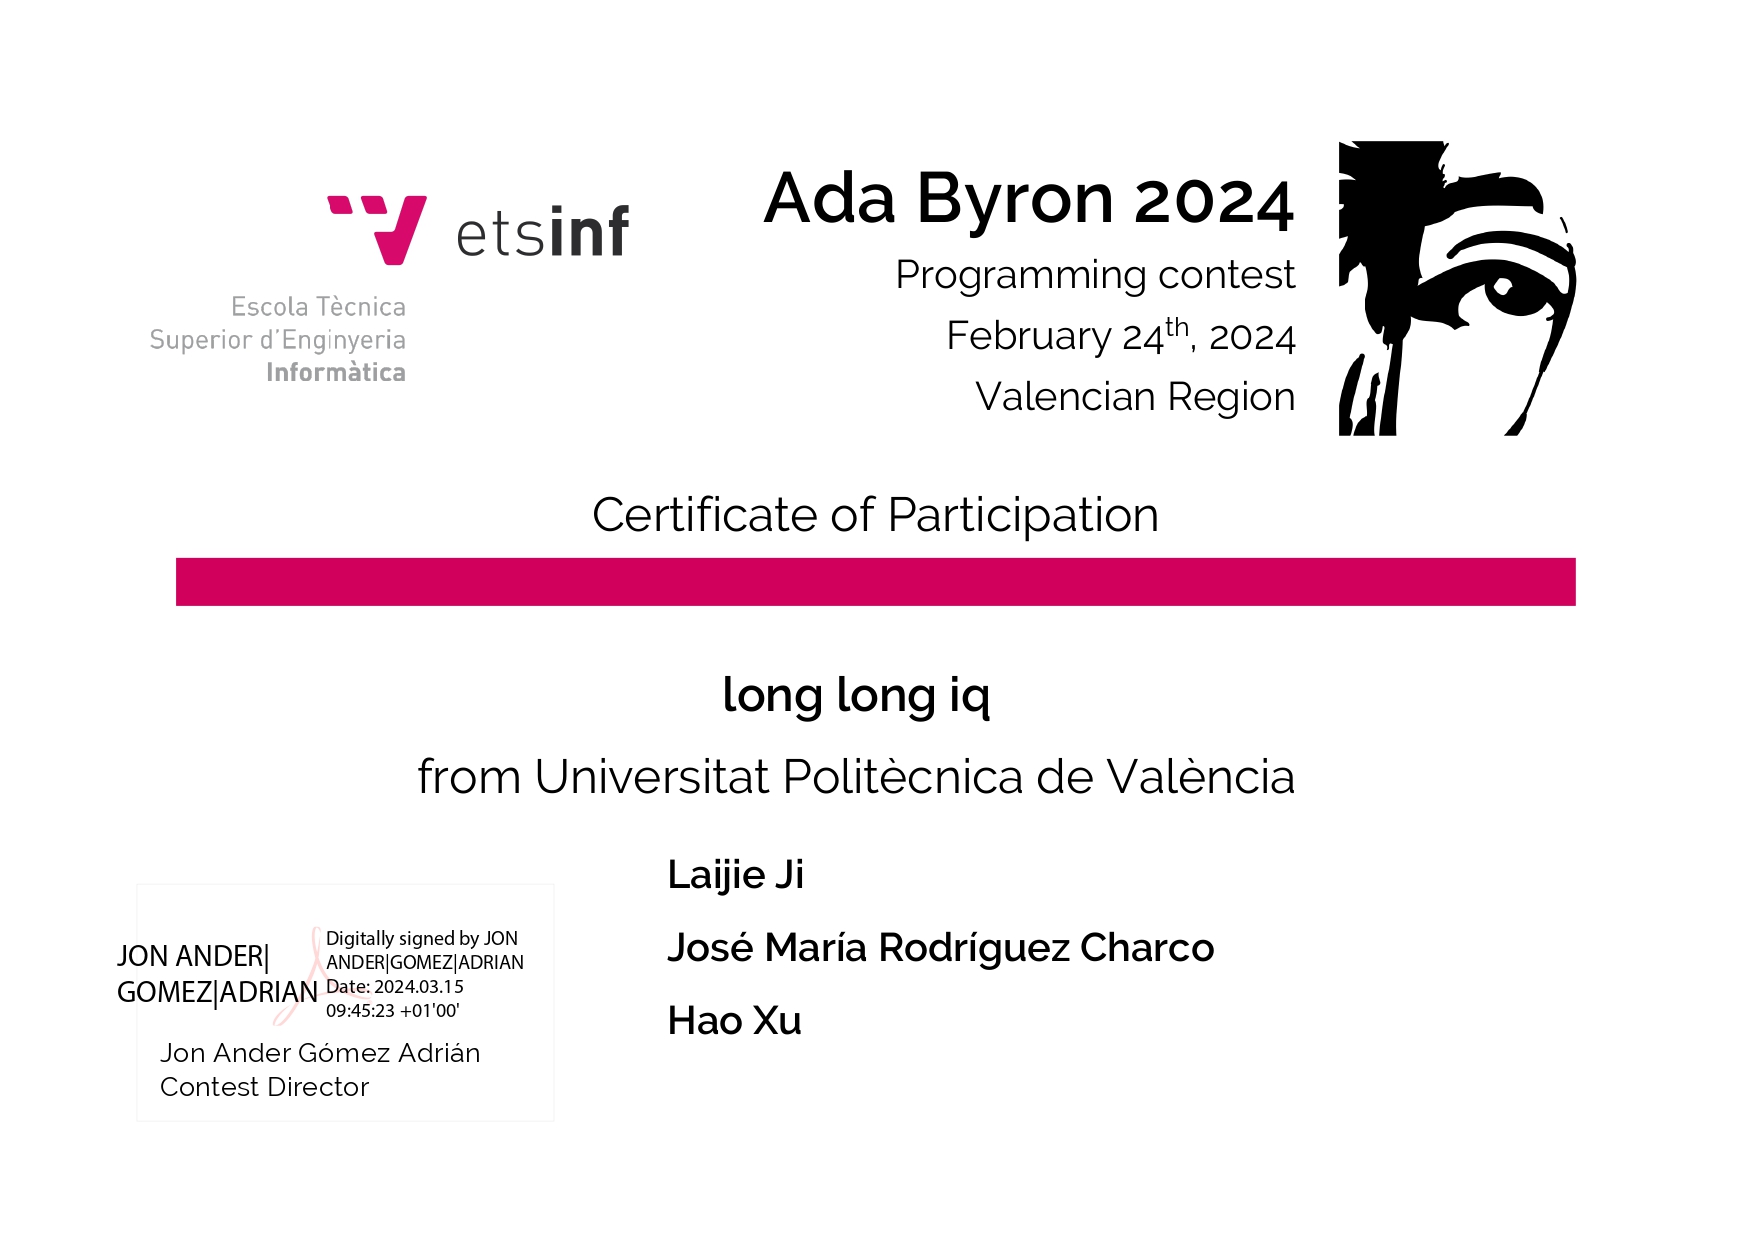 etsinf
Escola Tècnica
Superior d'Enginyeria
Informàtica
Ada Byron 2024
Programming contest
February 24th, 2024
Valencian Region
Certificate of Participation
long long iq
from Universitat Politècnica de València
Laijie Ji
José María Rodríguez Charco
Hao Xu
JON ANDER|
GOMEZ|ADRIAN
Digitally signed by JON
ANDER|GOMEZ|ADRIAN
Date: 2024.03.15
09:45:23 +01'00'
Jon Ander Gómez Adrián
Contest Director